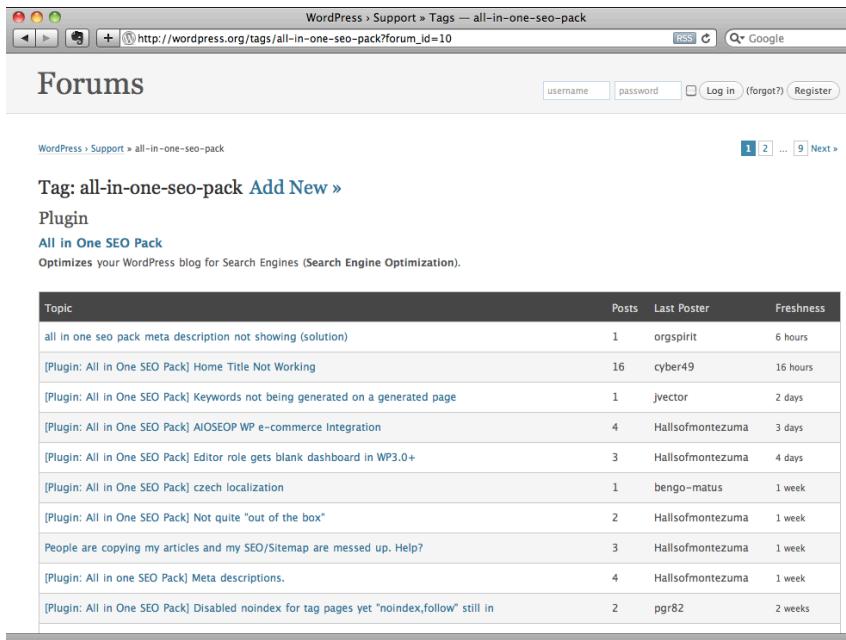 WordPress › Support » Tags — all-in-one-seo-pack
http://wordpress.org/tags/all-in-one-seo-pack?forum_id=10 RSS Google
Forums
username password Log in (forgot?) Register
WordPress › Support » all-in-one-seo-pack 1 2 ... 9 Next »
Tag: all-in-one-seo-pack Add New »
Plugin
All in One SEO Pack
Optimizes your WordPress blog for Search Engines (Search Engine Optimization).
Topic Posts Last Poster Freshness
all in one seo pack meta description not showing (solution) 1 orgspirit 6 hours
[Plugin: All in One SEO Pack] Home Title Not Working 16 cyber49 16 hours
[Plugin: All in One SEO Pack] Keywords not being generated on a generated page 1 jvector 2 days
[Plugin: All in One SEO Pack] AIOSEOP WP e-commerce Integration 4 Hallsofmontezuma 3 days
[Plugin: All in One SEO Pack] Editor role gets blank dashboard in WP3.0+ 3 Hallsofmontezuma 4 days
[Plugin: All in One SEO Pack] czech localization 1 bengo-matus 1 week
[Plugin: All in One SEO Pack] Not quite "out of the box" 2 Hallsofmontezuma 1 week
People are copying my articles and my SEO/Sitemap are messed up. Help? 3 Hallsofmontezuma 1 week
[Plugin: All in one SEO Pack] Meta descriptions. 4 Hallsofmontezuma 1 week
[Plugin: All in One SEO Pack] Disabled noindex for tag pages yet "noindex,follow" still in 2 pgr82 2 weeks